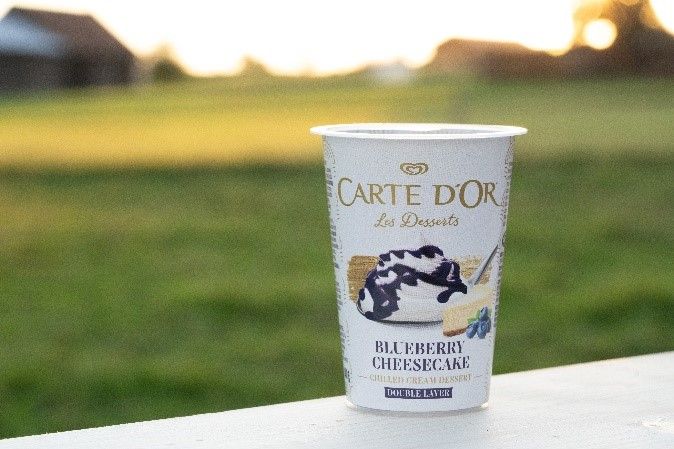 CARTE D'OR
Les Desserts
BLUEBERRY
CHEESECAKE
CHILLED CREAM DESSERT
DOUBLE LAYER